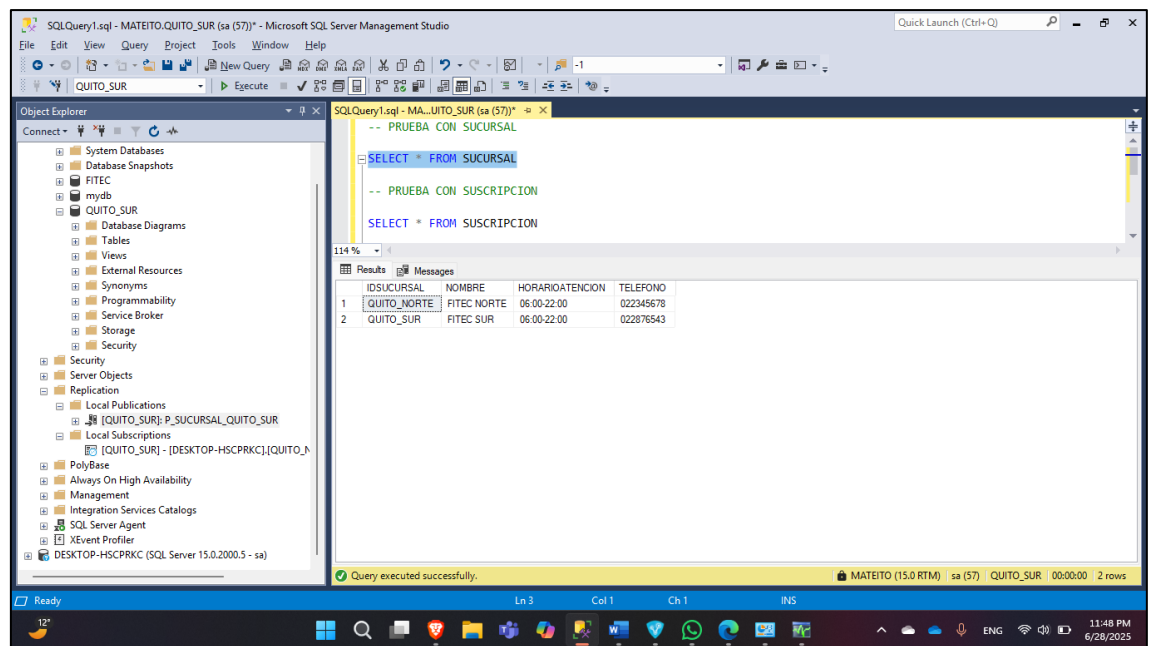 SQLQuery1.sql - MATEITO.QUITO_SUR (sa (57))* - Microsoft SQL Server Management Studio
Quick Launch (Ctrl+Q)
File Edit View Query Project Tools Window Help
New Query
-1
QUITO_SUR
Execute
Object Explorer
Connect
System Databases
Database Snapshots
FITEC
mydb
QUITO_SUR
Database Diagrams
Tables
Views
External Resources
Synonyms
Programmability
Service Broker
Storage
Security
Security
Server Objects
Replication
Local Publications
[QUITO_SUR]: P_SUCURSAL_QUITO_SUR
Local Subscriptions
[QUITO_SUR] - [DESKTOP-HSCPRKC].[QUITO_N
PolyBase
Always On High Availability
Management
Integration Services Catalogs
SQL Server Agent
XEvent Profiler
DESKTOP-HSCPRKC (SQL Server 15.0.2000.5 - sa)
SQLQuery1.sql - MA...UITO_SUR (sa (57))*
-- PRUEBA CON SUCURSAL
SELECT * FROM SUCURSAL
-- PRUEBA CON SUSCRIPCION
SELECT * FROM SUSCRIPCION
114 %
Results Messages
IDSUCURSAL NOMBRE HORARIOATENCION TELEFONO
1 QUITO_NORTE FITEC NORTE 06:00-22:00 022345678
2 QUITO_SUR FITEC SUR 06:00-22:00 022876543
Query executed successfully.
MATEITO (15.0 RTM) sa (57) QUITO_SUR 00:00:00 2 rows
Ready Ln 3 Col 1 Ch 1 INS
12°
ENG
11:48 PM
6/28/2025